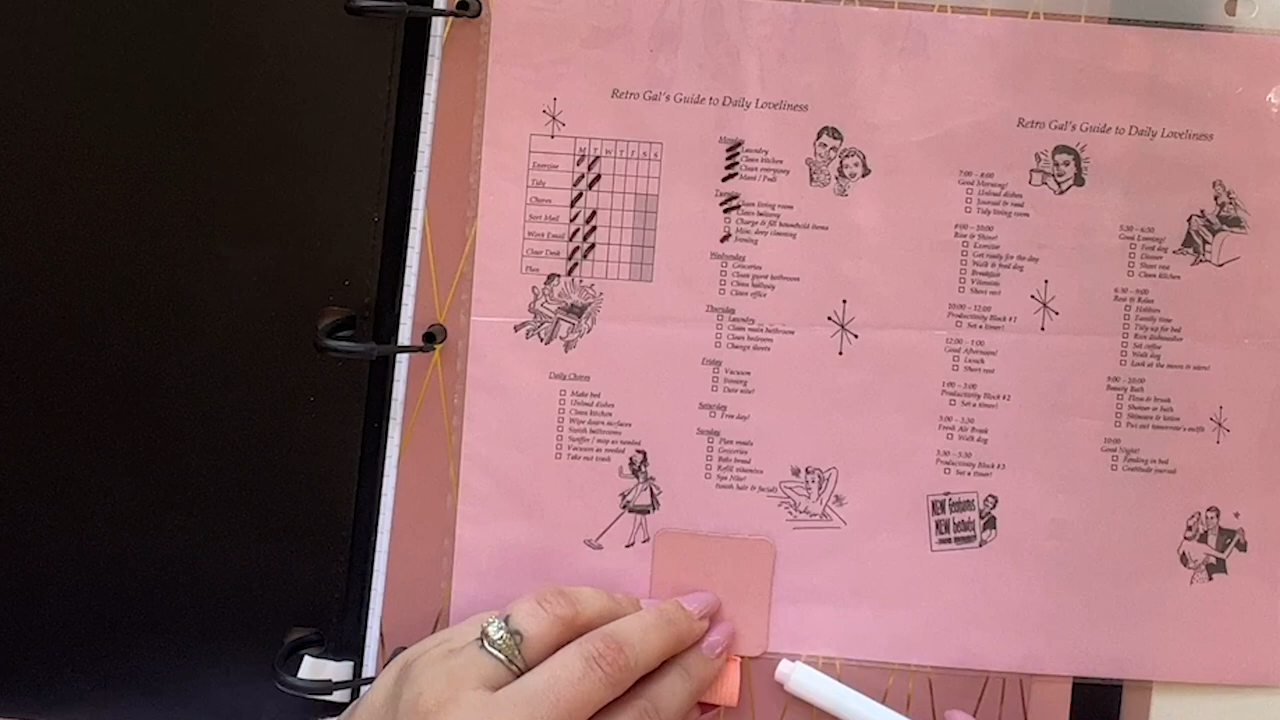 Retro Gal's Guide to Daily Loveliness
M T W T F S S
Exercise
Tidy
Chores
Sort Mail
Work Email
Clear Desk
Plan
Daily Chores
Make bed
Unload dishes
Clean kitchen
Wipe down surfaces
Swish bathrooms
Swiffer / mop as needed
Vacuum as needed
Take out trash
Monday
Laundry
Clean kitchen
Clean entryway
Mani / Pedi
Tuesday
Clean living room
Clean balcony
Charge & fill household items
Misc. deep cleaning
Ironing
Wednesday
Groceries
Clean guest bathroom
Clean hallway
Clean office
Thursday
Laundry
Clean main bathroom
Clean bedroom
Change sheets
Friday
Vacuum
Ironing
Date nite!
Saturday
Free day!
Sunday
Plan meals
Groceries
Bake bread
Refill vitamins
Spa Nite!
(wash hair & facial)
Retro Gal's Guide to Daily Loveliness
7:00 – 8:00
Good Morning!
Unload dishes
Journal & read
Tidy living room
8:00 – 10:00
Rise & Shine!
Exercise
Get ready for the day
Walk & feed dog
Breakfast
Vitamins
Short rest
10:00 – 12:00
Productivity Block #1
Set a timer!
12:00 – 1:00
Good Afternoon!
Lunch
Short rest
1:00 – 3:00
Productivity Block #2
Set a timer!
3:00 – 3:30
Fresh Air Break
Walk dog
3:30 – 5:30
Productivity Block #3
Set a timer!
NEW features
NEW beauty
5:30 – 6:30
Good Evening!
Feed dog
Dinner
Short rest
Clean kitchen
6:30 – 9:00
Rest & Relax
Hobbies
Family time
Tidy up for bed
Run dishwasher
Set coffee
Walk dog
Look at the moon & stars!
9:00 – 10:00
Beauty Bath
Floss & brush
Shower or bath
Skincare & lotion
Put out tomorrow's outfit
10:00
Good Night!
Reading in bed
Gratitude journal